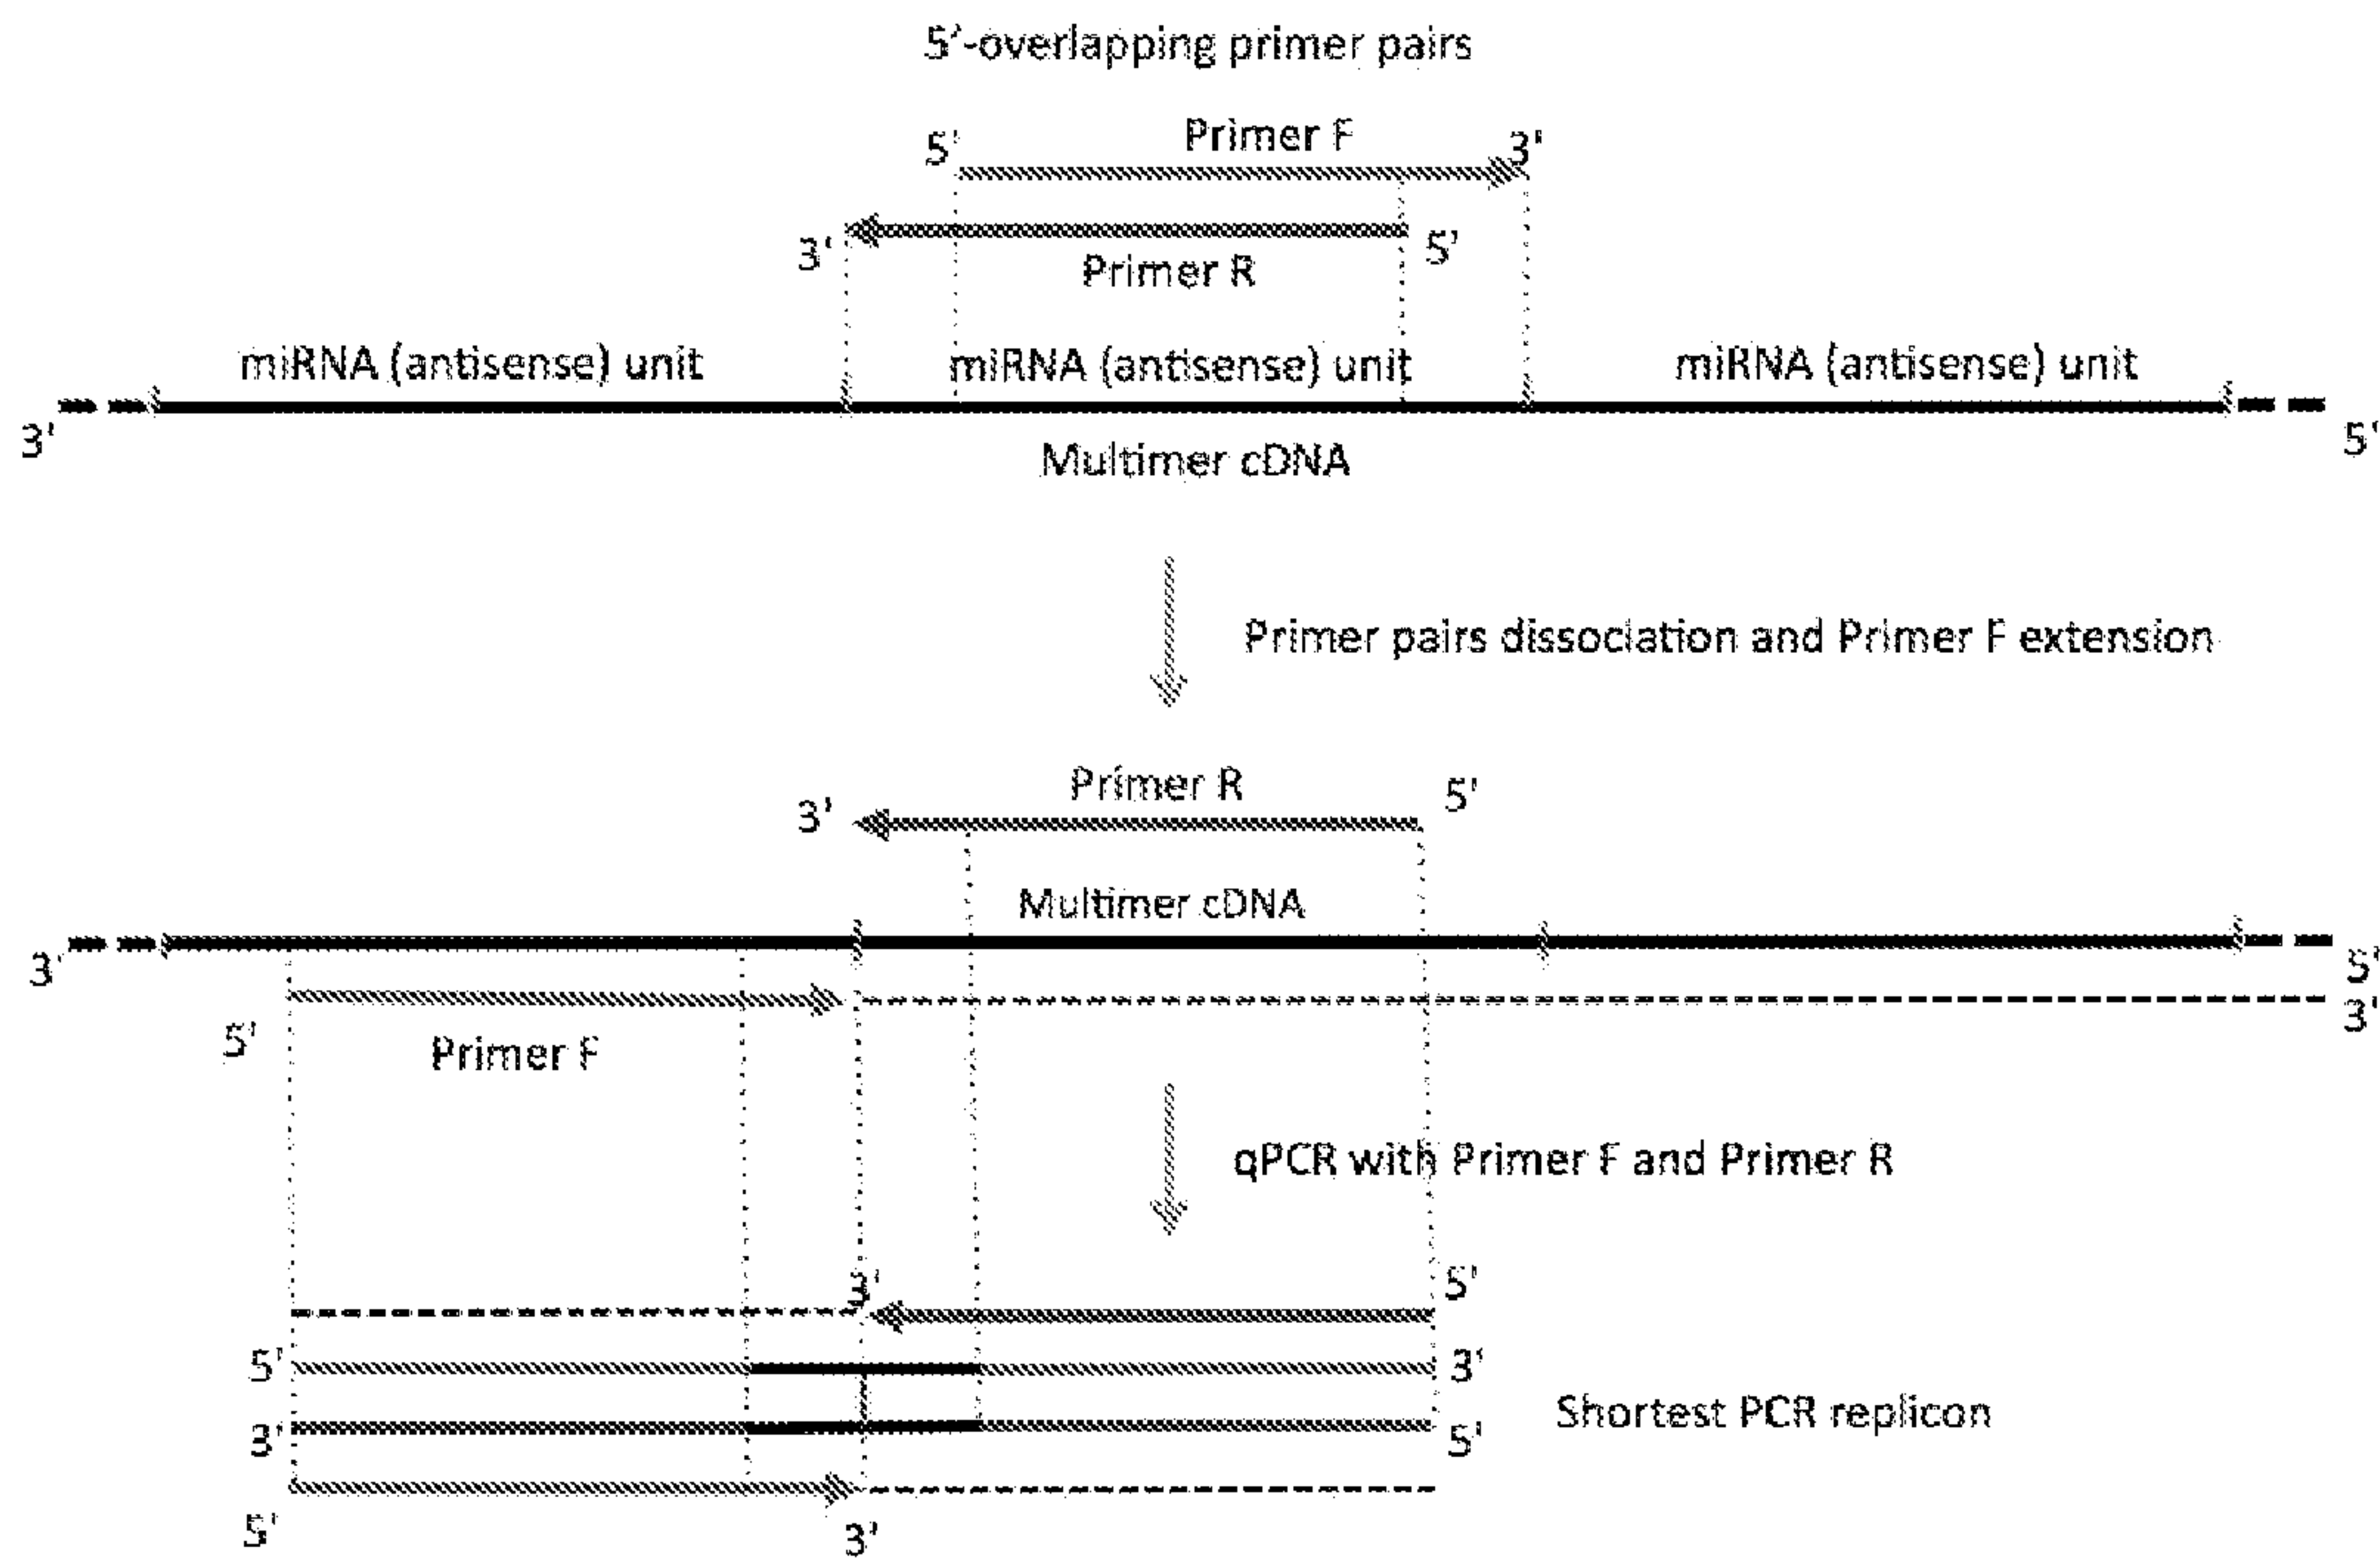 5'-overlapping primer pairs
5' Primer F 3'
3' Primer R 5'
miRNA (antisense) unit miRNA (antisense) unit miRNA (antisense) unit
3' Multimer cDNA 5'
Primer pairs dissociation and Primer F extension
3' Primer R 5'
Multimer cDNA
3' 5'
5' Primer F 3'
qPCR with Primer F and Primer R
3' 5'
5' 3'
3' 5' Shortest PCR replicon
5' 3'